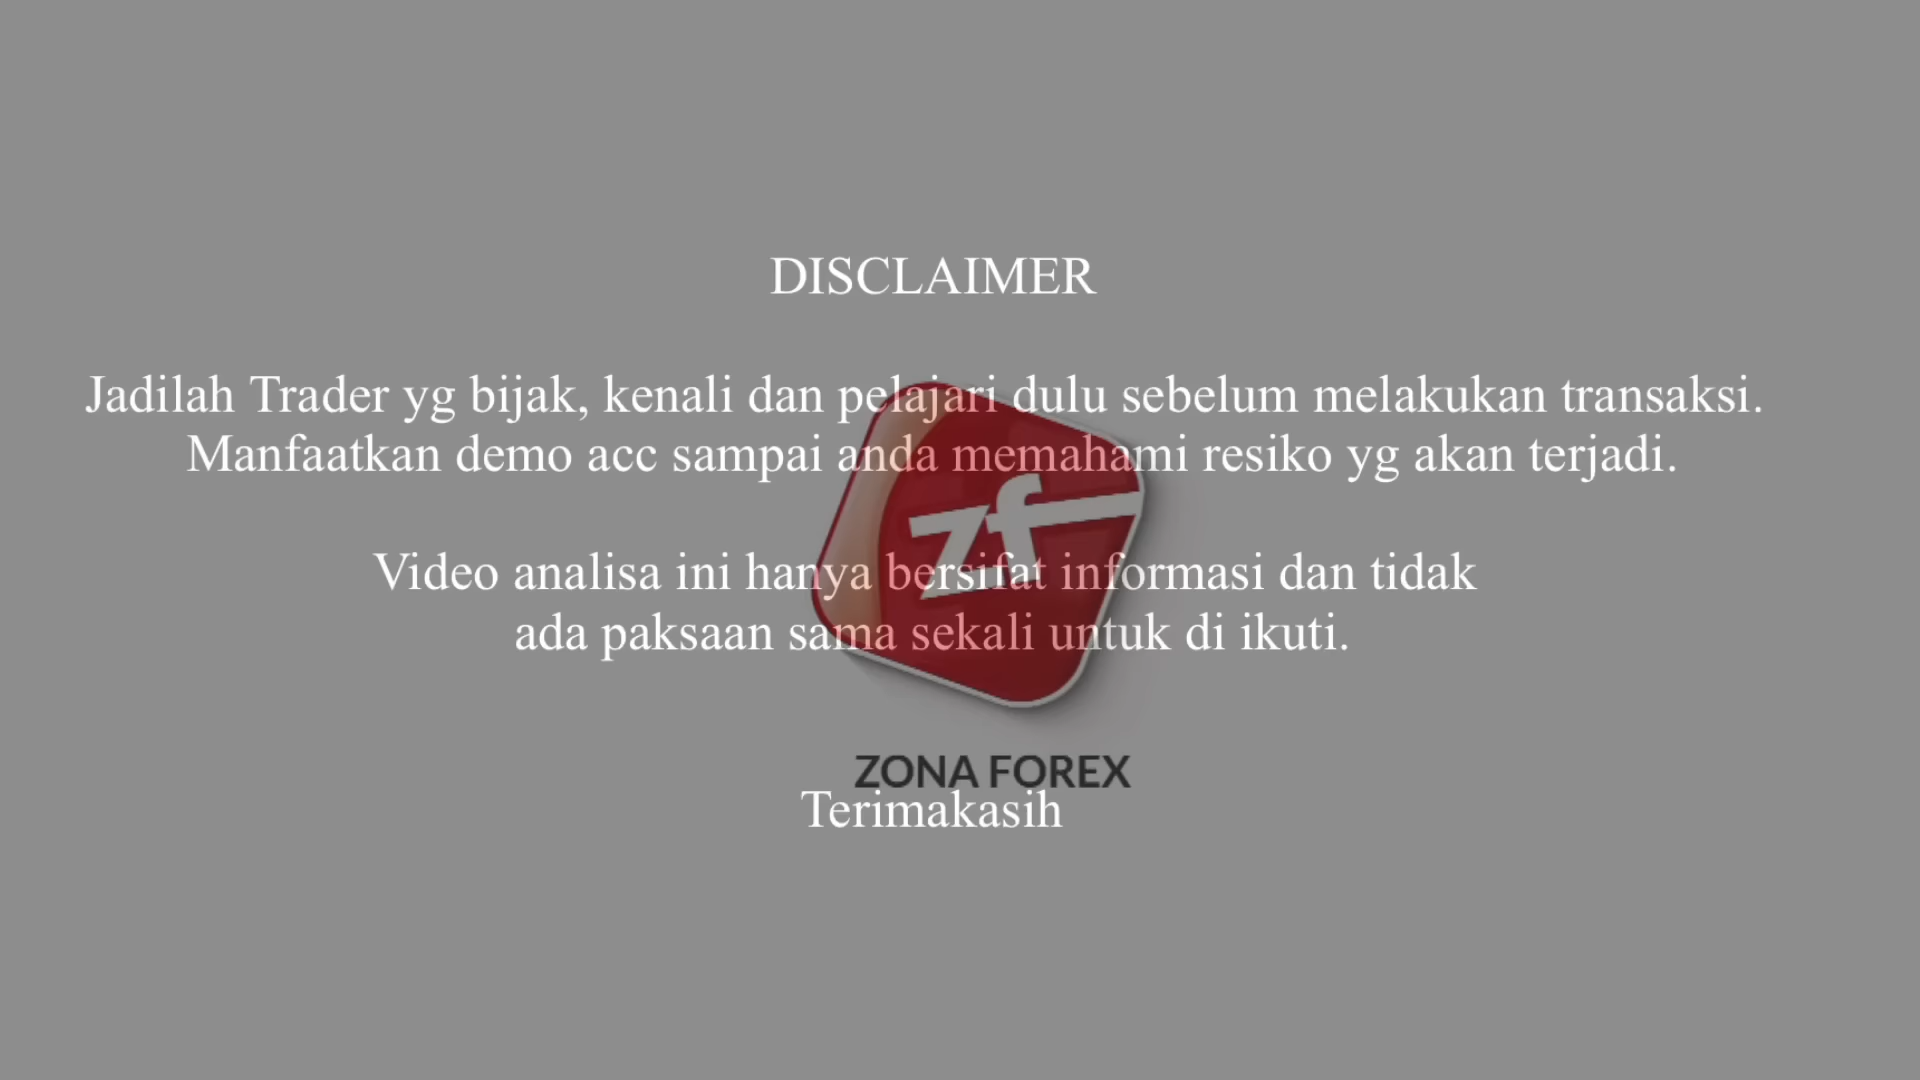 DISCLAIMER
Jadilah Trader yg bijak, kenali dan pelajari dulu sebelum melakukan transaksi.
Manfaatkan demo acc sampai anda memahami resiko yg akan terjadi.
Video analisa ini hanya bersifat informasi dan tidak
ada paksaan sama sekali untuk di ikuti.
zf
ZONA FOREX
Terimakasih